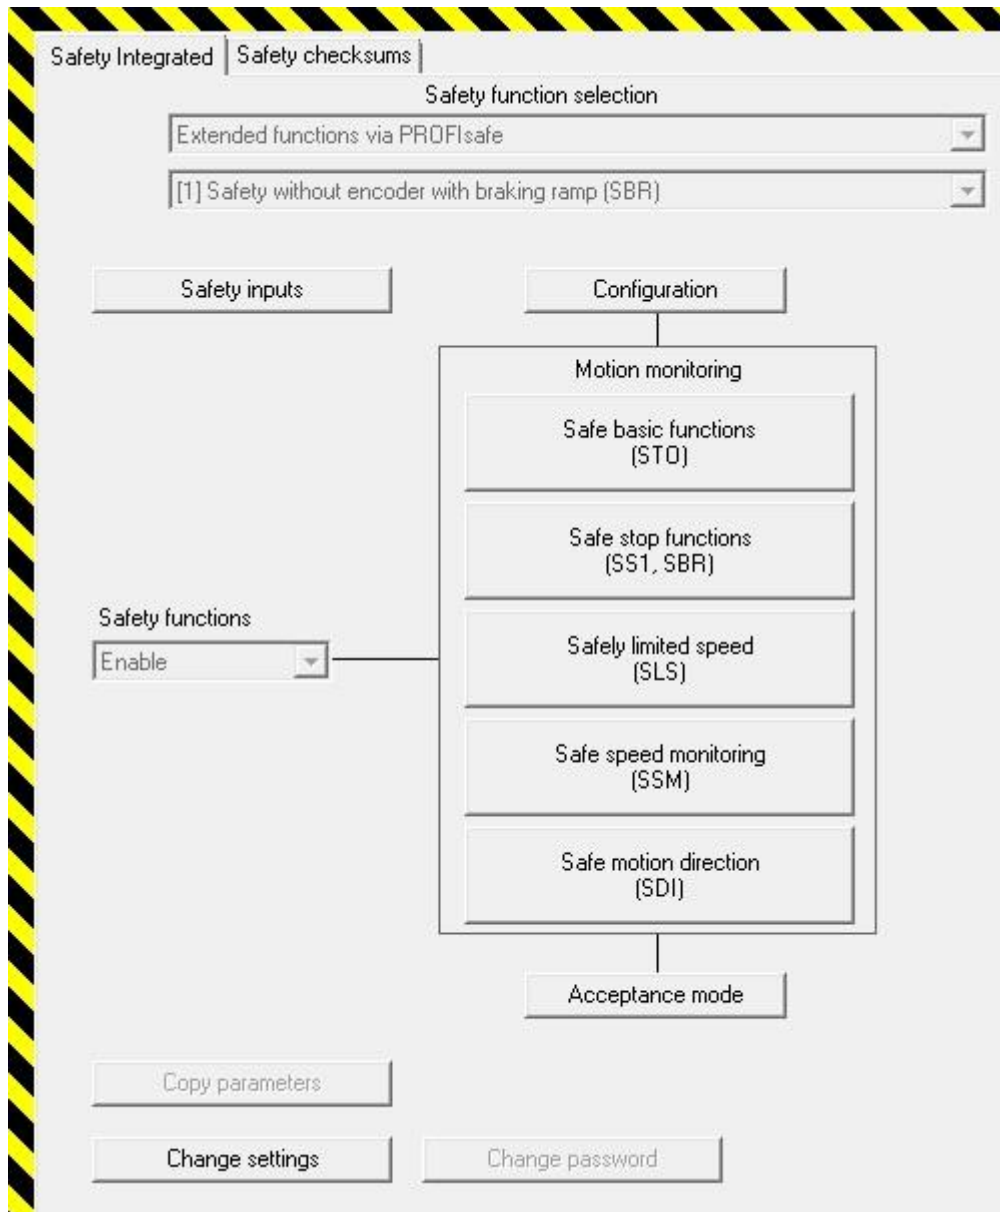 Safety Integrated
Safety checksums
Safety function selection
Extended functions via PROFIsafe
[1] Safety without encoder with braking ramp (SBR)
Safety inputs
Configuration
Motion monitoring
Safe basic functions
(STO)
Safe stop functions
(SS1, SBR)
Safety functions
Enable
Safely limited speed
(SLS)
Safe speed monitoring
(SSM)
Safe motion direction
(SDI)
Acceptance mode
Copy parameters
Change settings
Change password